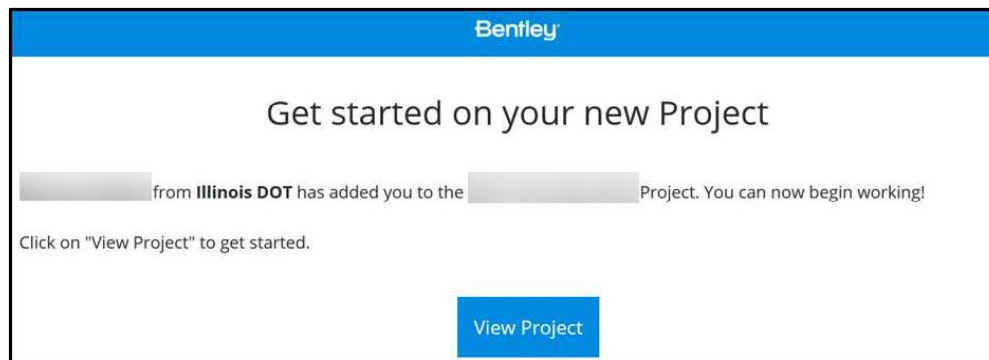 Bentley
Get started on your new Project
from Illinois DOT has added you to the Project. You can now begin working!
Click on "View Project" to get started.
View Project